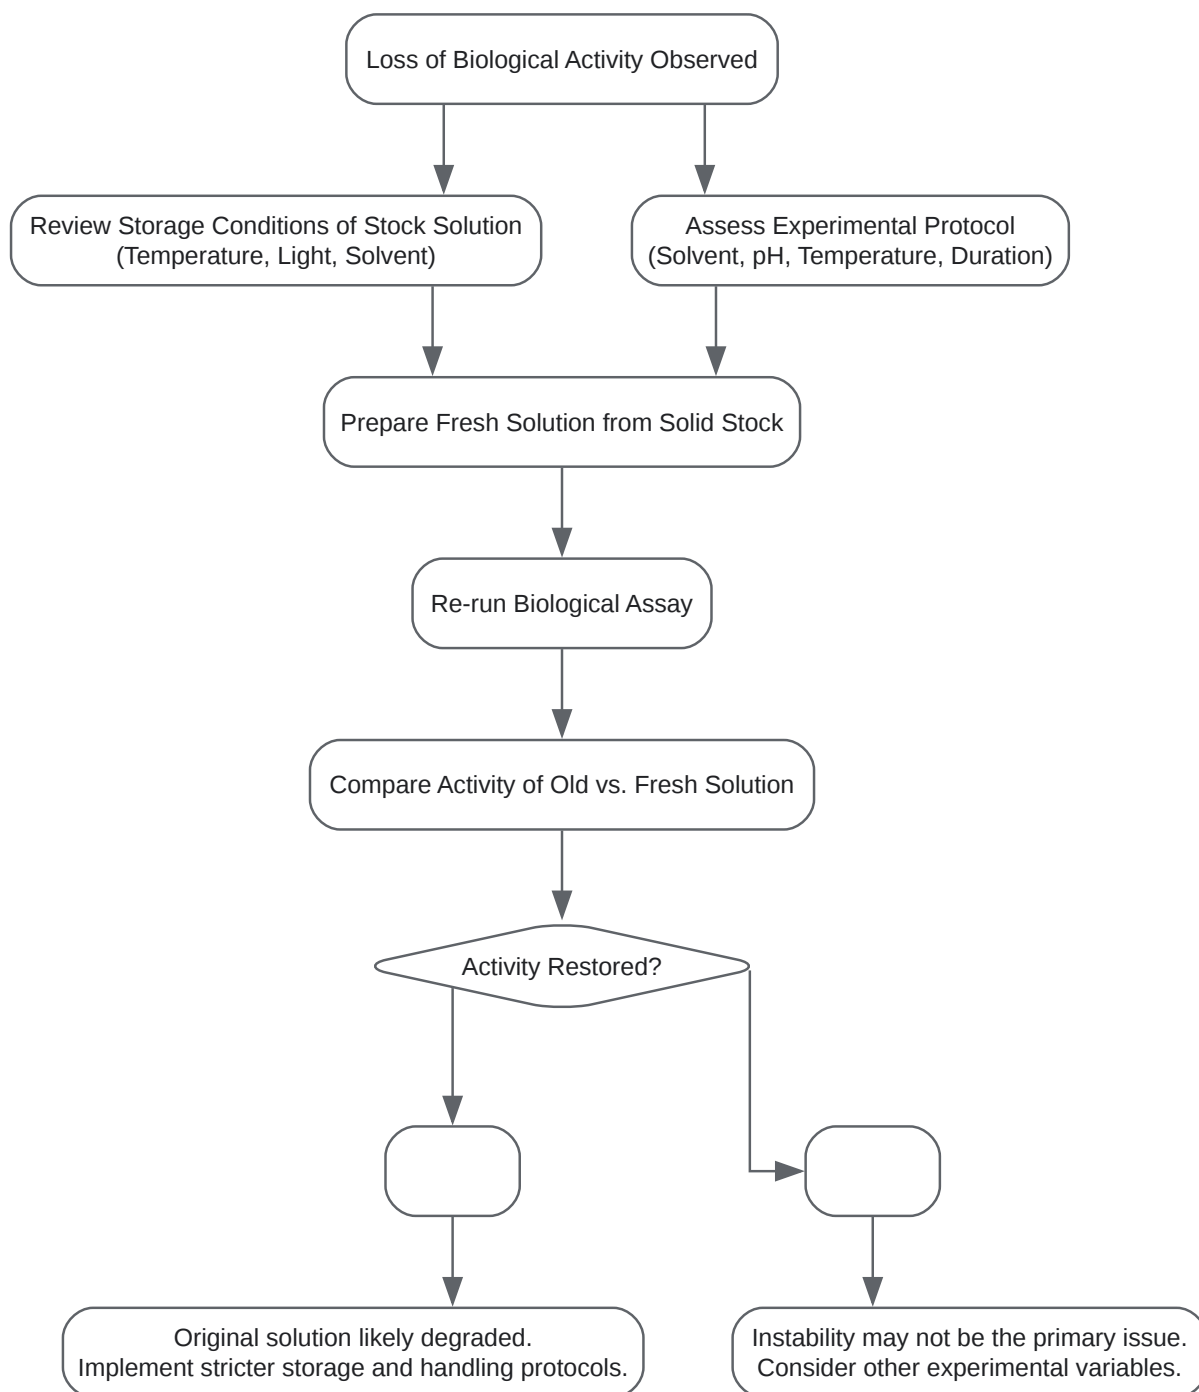 Loss of Biological Activity Observed
Review Storage Conditions of Stock Solution
(Temperature, Light, Solvent)
Assess Experimental Protocol
(Solvent, pH, Temperature, Duration)
Prepare Fresh Solution from Solid Stock
Re-run Biological Assay
Compare Activity of Old vs. Fresh Solution
Activity Restored?
Original solution likely degraded.
Implement stricter storage and handling protocols.
Instability may not be the primary issue.
Consider other experimental variables.